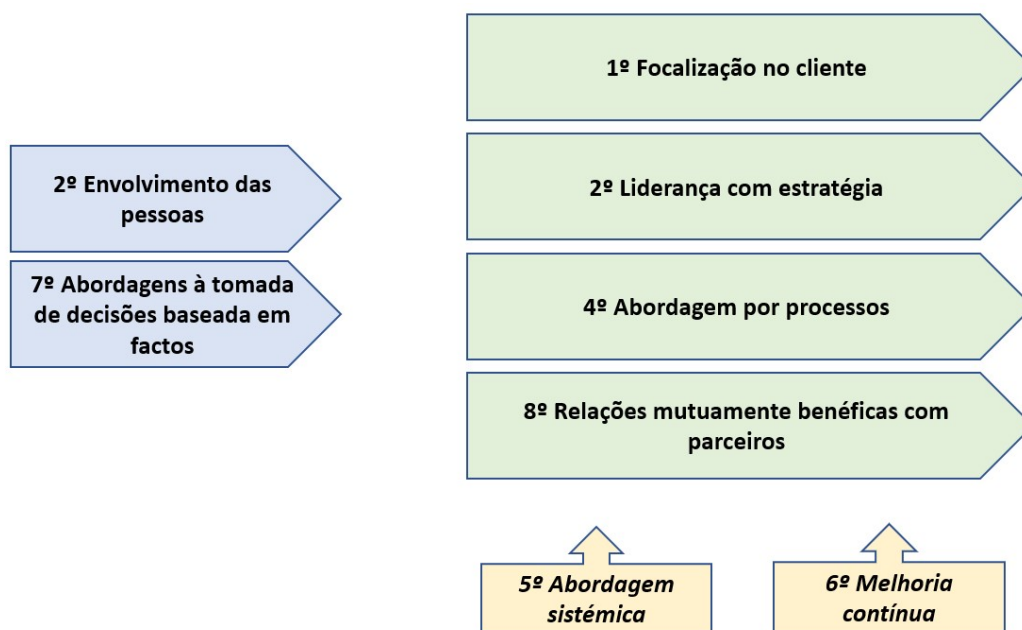 1º Focalização no cliente
2º Envolvimento das
pessoas
2º Liderança com estratégia
7º Abordagens à tomada
de decisões baseada em
factos
4º Abordagem por processos
8º Relações mutuamente benéficas com
parceiros
5º Abordagem
sistémica
6º Melhoria
contínua